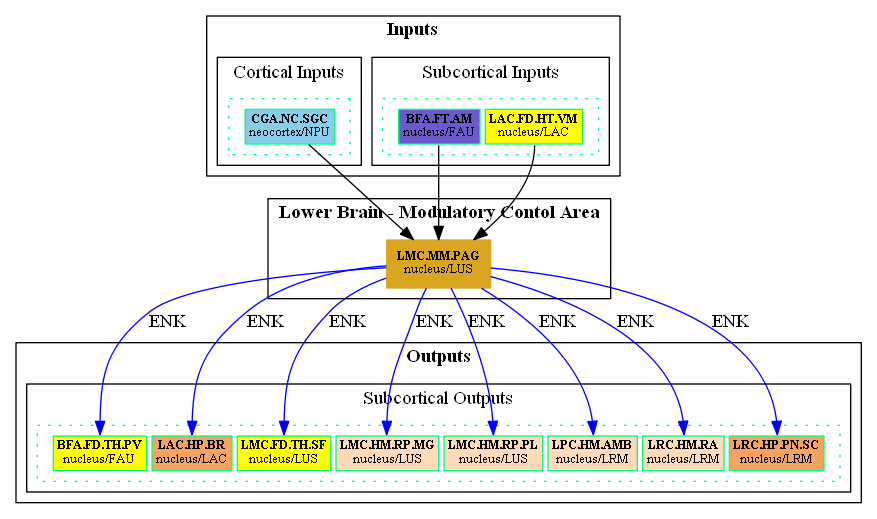 Inputs
Cortical Inputs
Subcortical Inputs
CGA.NC.SGC
neocortex/NPU
BFA.FT.AM
nucleus/FAU
LAC.FD.HT.VM
nucleus/LAC
Lower Brain - Modulatory Contol Area
LMC.MM.PAG
nucleus/LUS
ENK
ENK
ENK
ENK
ENK
ENK
ENK
ENK
Outputs
Subcortical Outputs
BFA.FD.TH.PV
nucleus/FAU
LAC.HP.BR
nucleus/LAC
LMC.FD.TH.SF
nucleus/LUS
LMC.HM.RP.MG
nucleus/LUS
LMC.HM.RP.PL
nucleus/LUS
LPC.HM.AMB
nucleus/LRM
LRC.HM.RA
nucleus/LRM
LRC.HP.PN.SC
nucleus/LRM